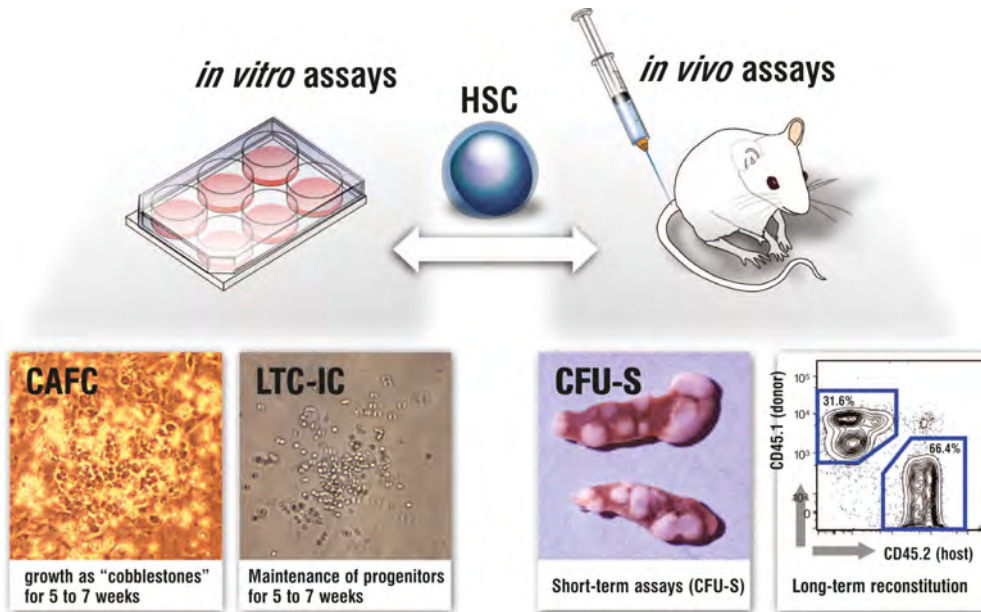 in vitro assays
HSC
in vivo assays
CAFC
growth as “cobblestones”
for 5 to 7 weeks
LTC-IC
Maintenance of progenitors
for 5 to 7 weeks
CFU-S
Short-term assays (CFU-S)
CD45.1 (donor)
10⁵
10⁴
10³
0
31.6%
66.4%
CD45.2 (host)
Long-term reconstitution